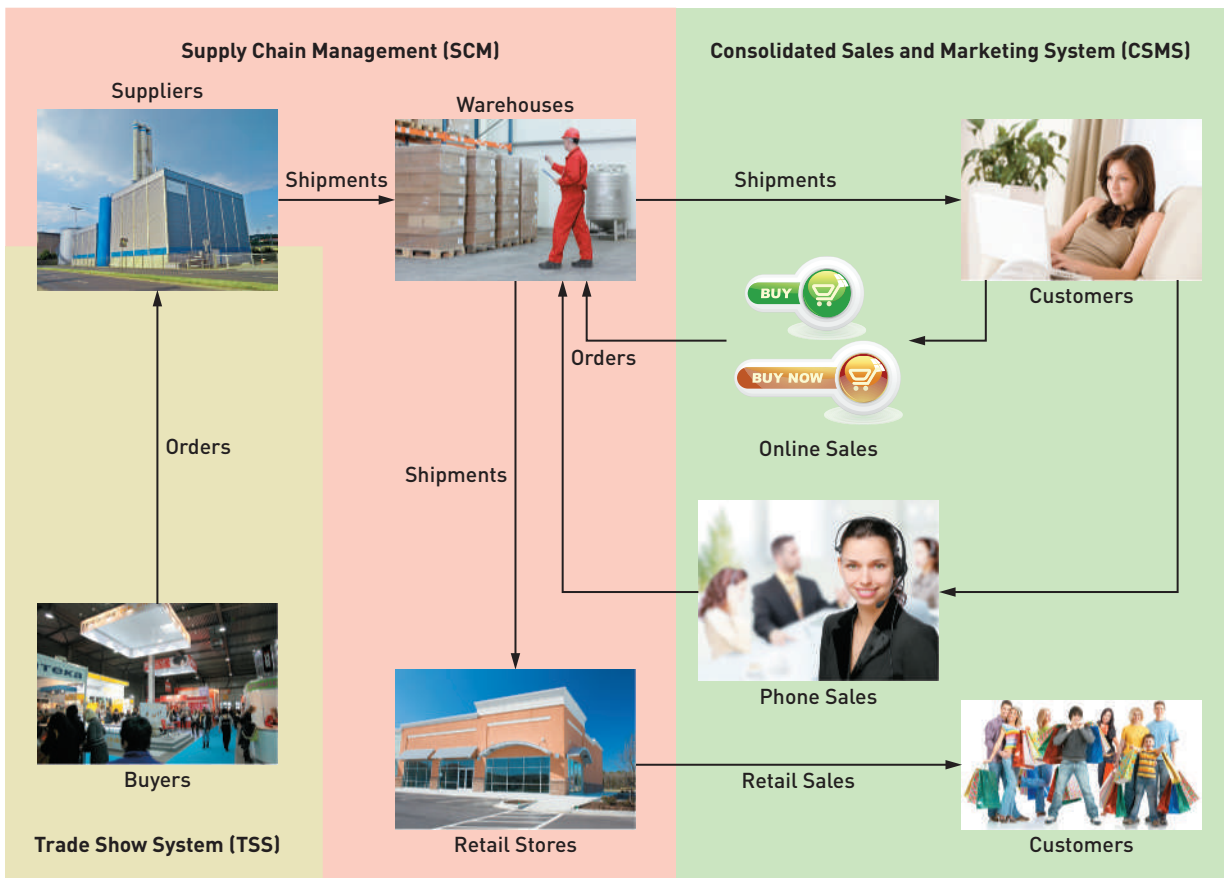 Supply Chain Management (SCM)
Consolidated Sales and Marketing System (CSMS)
Suppliers
Warehouses
Shipments
Shipments
Customers
BUY
Orders
BUY NOW
Online Sales
Orders
Shipments
Phone Sales
Buyers
Retail Sales
Trade Show System (TSS)
Retail Stores
Customers